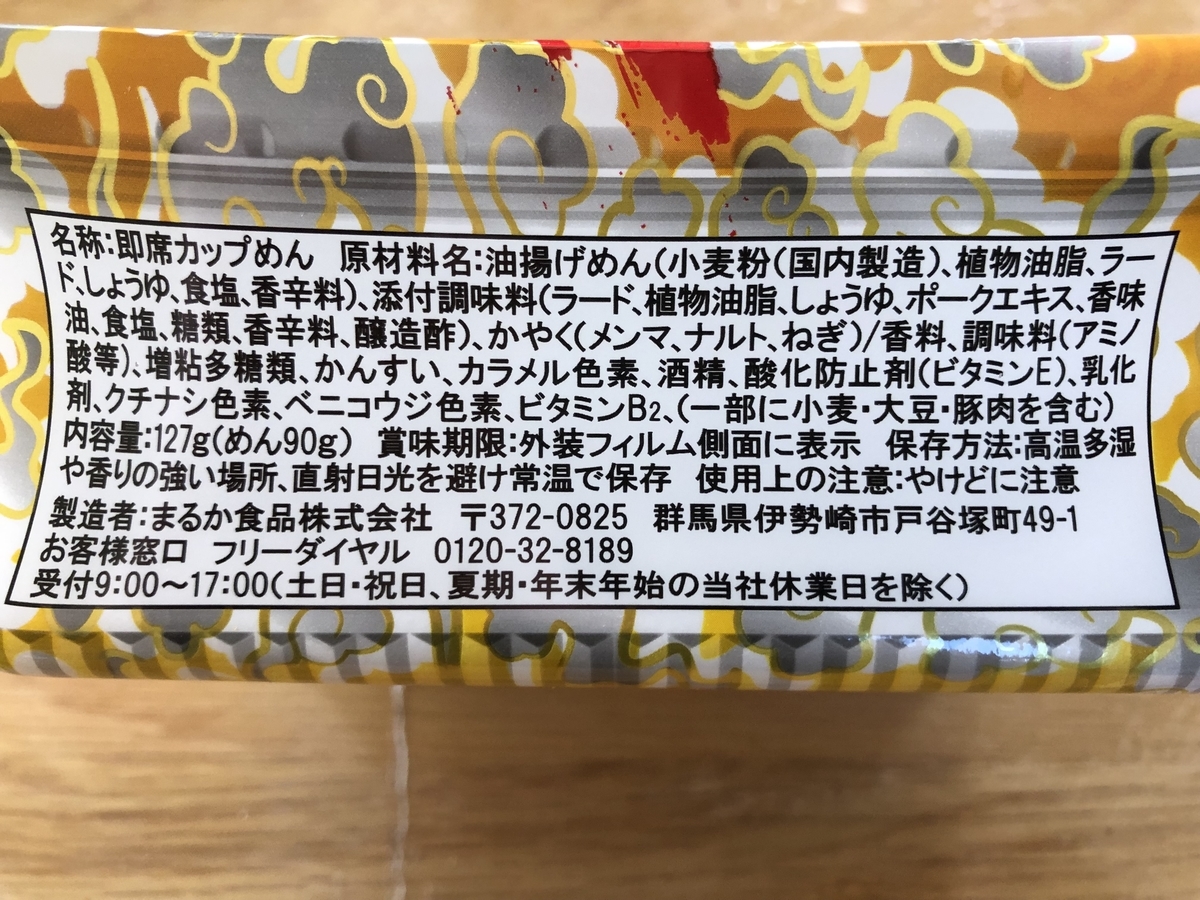 名称:即席カップめん 原材料名:油揚げめん(小麦粉(国内製造)、植物油脂、ラー
ド、しょうゆ、食塩、香辛料)、添付調味料(ラード、植物油脂、しょうゆ、ポークエキス、香味
油、食塩、糖類、香辛料、醸造酢)、かやく(メンマ、ナルト、ねぎ)/香料、調味料(アミノ
酸等)、増粘多糖類、かんすい、カラメル色素、酒精、酸化防止剤(ビタミンE)、乳化
剤、クチナシ色素、ベニコウジ色素、ビタミンB2、(一部に小麦・大豆・豚肉を含む)
内容量:127g(めん90g) 賞味期限:外装フィルム側面に表示 保存方法:高温多湿
や香りの強い場所、直射日光を避け常温で保存 使用上の注意:やけどに注意
製造者:まるか食品株式会社 〒372-0825 群馬県伊勢崎市戸谷塚町49-1
お客様窓口 フリーダイヤル 0120-32-8189
受付9:00～17:00(土日・祝日、夏期・年末年始の当社休業日を除く)